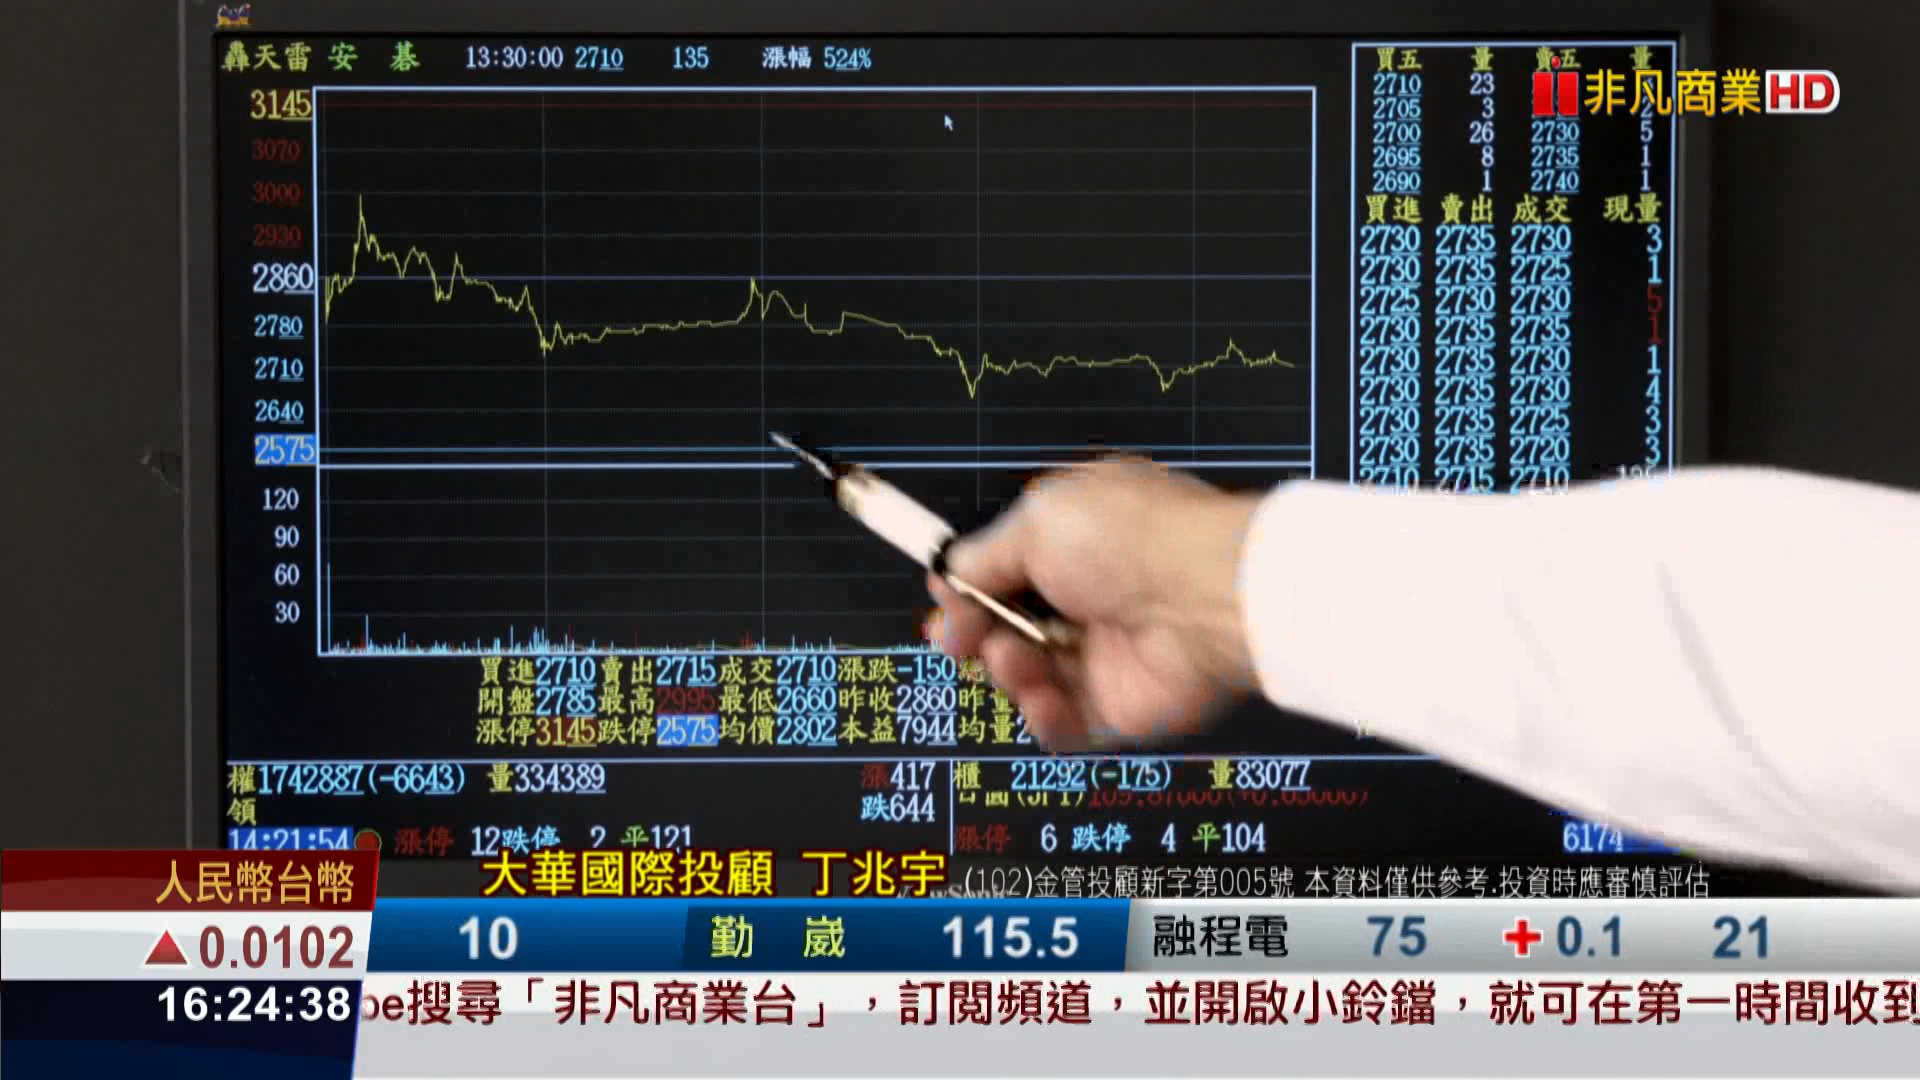 轟天雷 安 碁 13:30:00 2710 135 漲幅 524%
3145
3070
3000
2930
2860
2780
2710
2640
2575
120
90
60
30
買五 量 賣五 量
2710 23
2705 3
2700 26 2730 5
2695 8 2735 1
2690 1 2740 1
非凡商業HD
買進 賣出 成交 現量
2730 2735 2730 3
2730 2735 2725 1
2725 2730 2730 5
2730 2735 2735 1
2730 2735 2730 1
2730 2735 2730 4
2730 2735 2725 3
2730 2735 2720 3
2710 2715 2710
買進2710賣出2715成交2710漲跌-150
開盤2785最高2995最低2660昨收2860昨
漲停3145跌停2575均價2802本益7944均量2
權1742887(-6643) 量334389 漲417 櫃 21292(-175) 量83077
領 跌644
14:21:54 漲停 12跌停 2 平121 漲停 6 跌停 4 平104 6174
大華國際投顧 丁兆宇 (102)金管投顧新字第005號 本資料僅供參考.投資時應審慎評估
人民幣台幣
▲0.0102
10 勤 崴 115.5 融程電 75 + 0.1 21
16:24:38
be搜尋「非凡商業台」，訂閱頻道，並開啟小鈴鐺，就可在第一時間收到